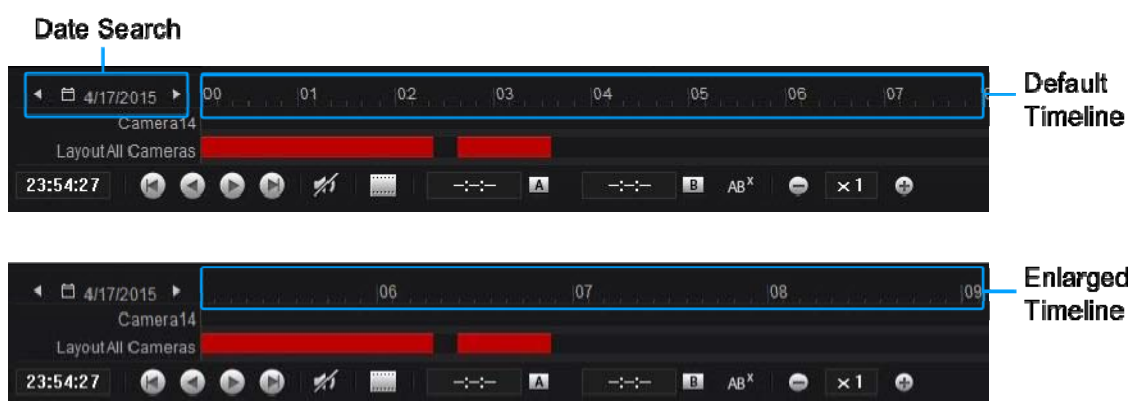 Date Search
4/17/2015 00 01 02 03 04 05 06 07
Default
Timeline
Camera14
Layout All Cameras
23:54:27 --:--:-- A --:--:-- B ABX ×1
4/17/2015 06 07 08 09
Enlarged
Timeline
Camera14
Layout All Cameras
23:54:27 --:--:-- A --:--:-- B ABX ×1